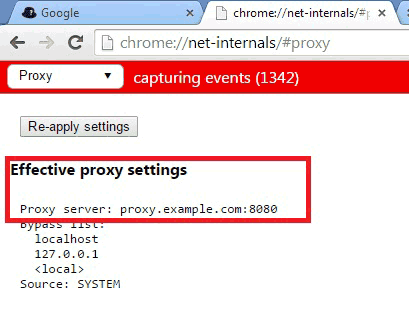 Google
chrome://net-internals/#p
chrome://net-internals/#proxy
Proxy
capturing events (1342)
Re-apply settings
Effective proxy settings
Proxy server: proxy.example.com:8080
Bypass list:
localhost
127.0.0.1
<local>
Source: SYSTEM